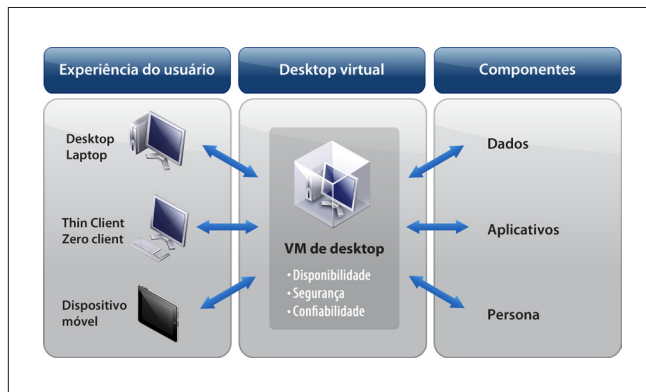 Experiência do usuário
Desktop virtual
Componentes
Desktop
Laptop
Thin Client
Zero client
Dispositivo
móvel
VM de desktop
• Disponibilidade
• Segurança
• Confiabilidade
Dados
Aplicativos
Persona